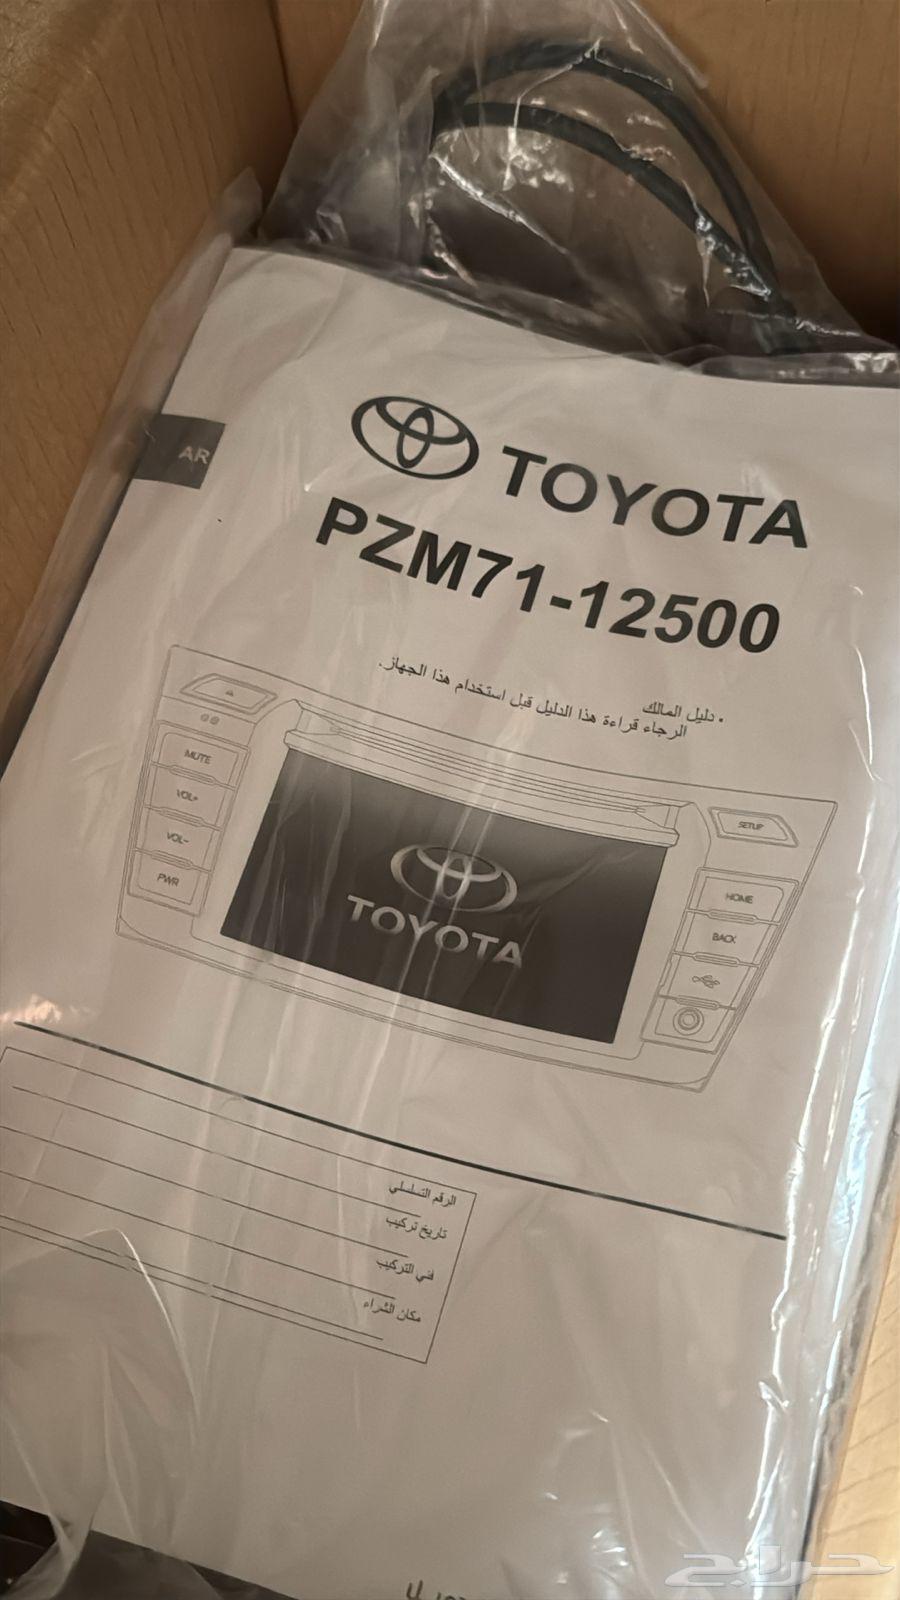 AR
TOYOTA
PZM71-12500
• دليل المالك
الرجاء قراءة هذا الدليل قبل استخدام هذا الجهاز.
MUTE
VOL+
VOL-
PWR
TOYOTA
SETUP
HOME
BACK
الرقم التسلسلي
تاريخ تركيب
فني التركيب
مكان الشراء
حراج